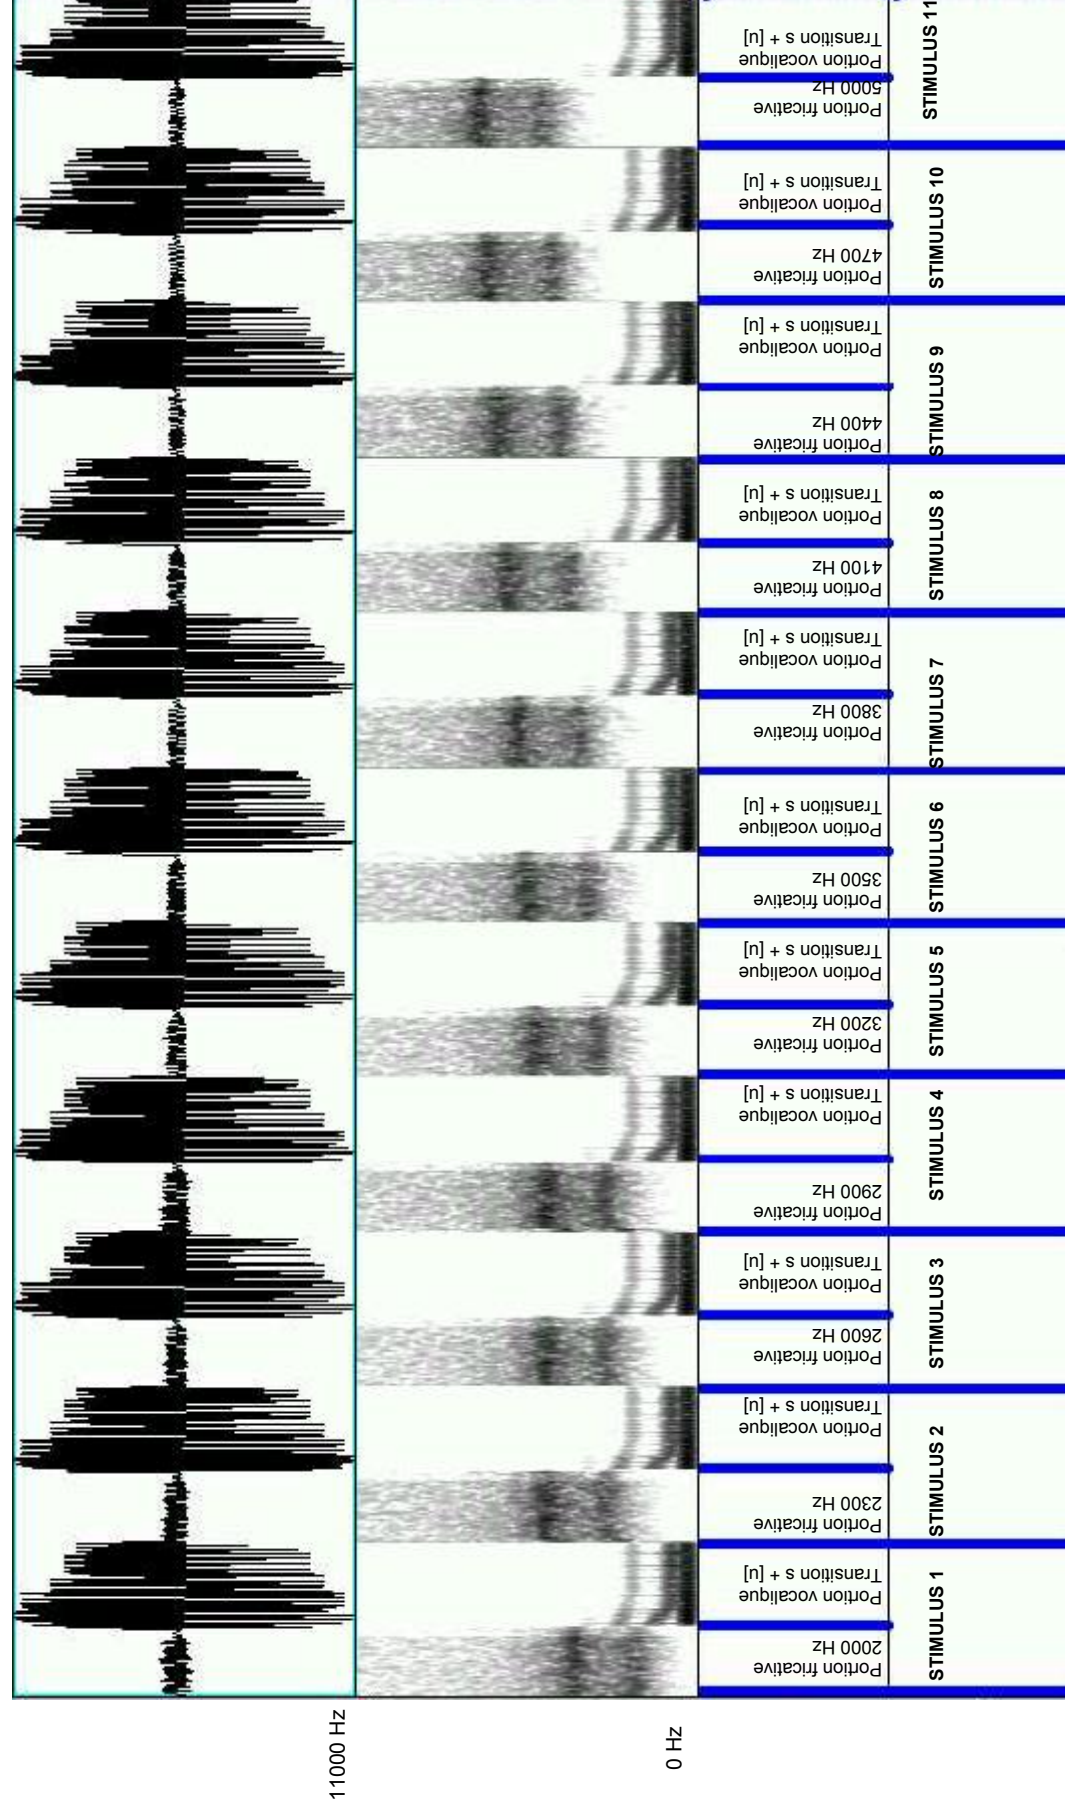 11000 Hz
0 Hz
Portion fricative
2000 Hz
Portion vocalique
Transition s + [u]
STIMULUS 1
Portion fricative
2300 Hz
Portion vocalique
Transition s + [u]
STIMULUS 2
Portion fricative
2600 Hz
Portion vocalique
Transition s + [u]
STIMULUS 3
Portion fricative
2900 Hz
Portion vocalique
Transition s + [u]
STIMULUS 4
Portion fricative
3200 Hz
Portion vocalique
Transition s + [u]
STIMULUS 5
Portion fricative
3500 Hz
Portion vocalique
Transition s + [u]
STIMULUS 6
Portion fricative
3800 Hz
Portion vocalique
Transition s + [u]
STIMULUS 7
Portion fricative
4100 Hz
Portion vocalique
Transition s + [u]
STIMULUS 8
Portion fricative
4400 Hz
Portion vocalique
Transition s + [u]
STIMULUS 9
Portion fricative
4700 Hz
Portion vocalique
Transition s + [u]
STIMULUS 10
Portion fricative
5000 Hz
Portion vocalique
Transition s + [u]
STIMULUS 11